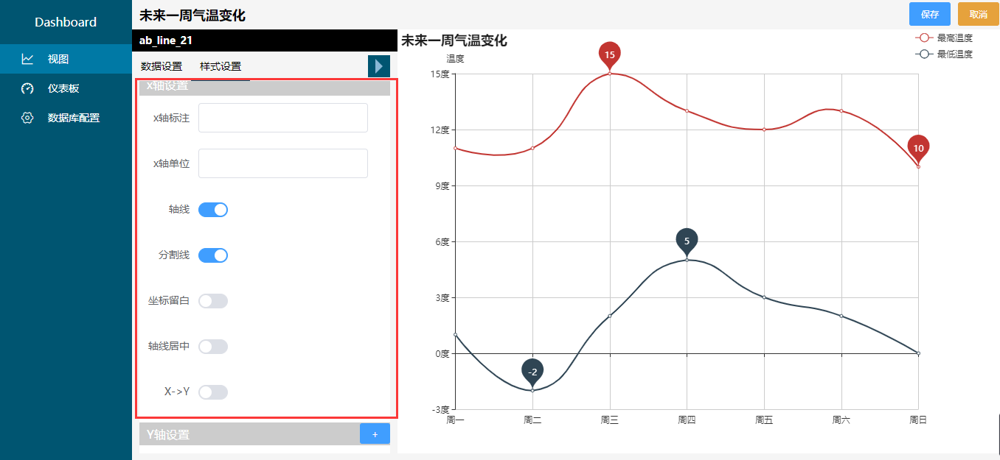 Dashboard
视图
仪表板
数据库配置
未来一周气温变化
保存
取消
ab_line_21
数据设置
样式设置
x轴设置
x轴标注
x轴单位
轴线
分割线
坐标留白
轴线居中
X->Y
Y轴设置
+
未来一周气温变化
最高温度
最低温度
温度
15度
12度
9度
6度
3度
0度
-3度
15
10
5
-2
周一
周二
周三
周四
周五
周六
周日